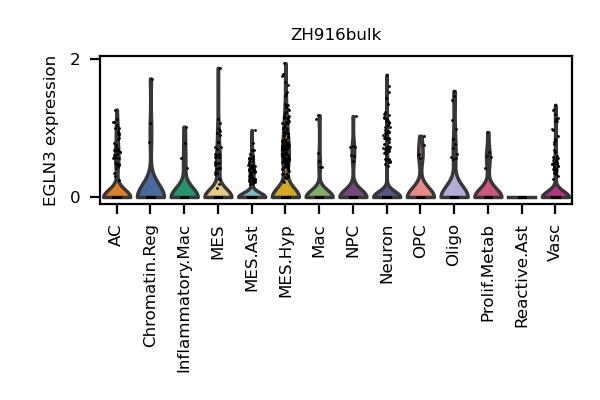 ZH916bulk
EGLN3 expression
2
0
AC
Chromatin.Reg
Inflammatory.Mac
MES
MES.Ast
MES.Hyp
Mac
NPC
Neuron
OPC
Oligo
Prolif.Metab
Reactive.Ast
Vasc